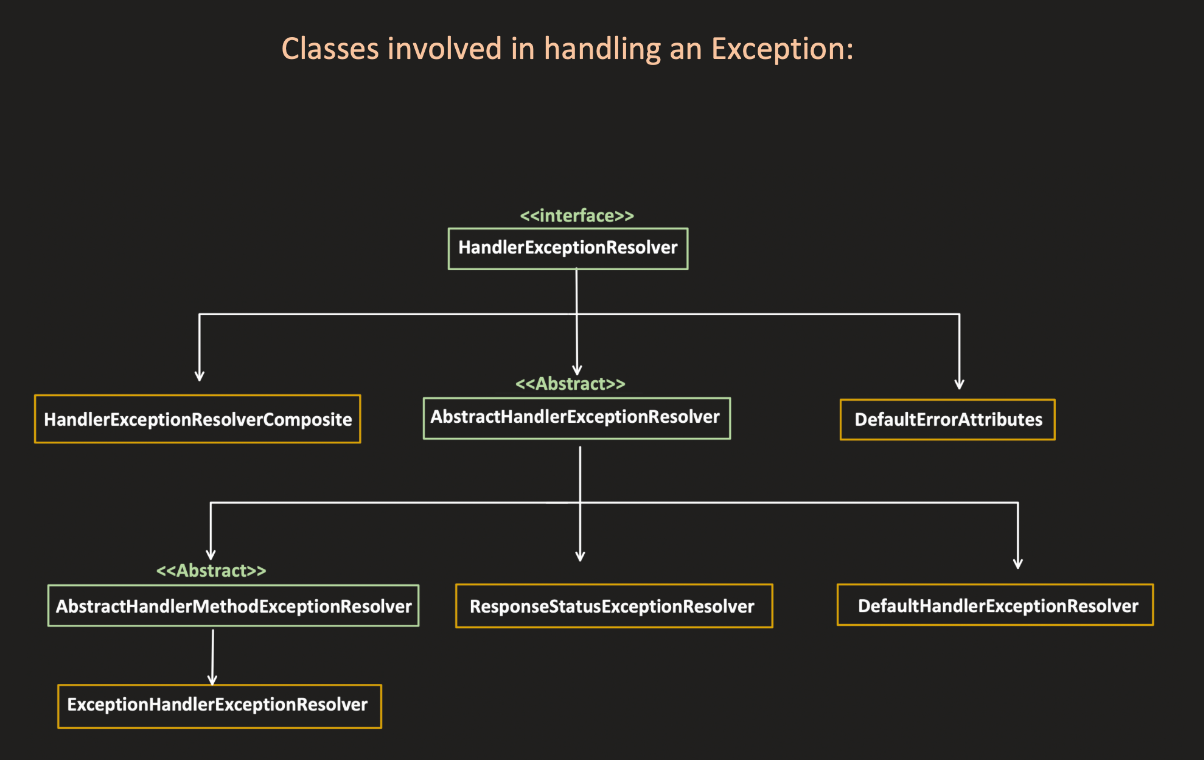 Classes involved in handling an Exception:
<<interface>>
HandlerExceptionResolver
<<Abstract>>
HandlerExceptionResolverComposite
AbstractHandlerExceptionResolver
DefaultErrorAttributes
<<Abstract>>
AbstractHandlerMethodExceptionResolver
ResponseStatusExceptionResolver
DefaultHandlerExceptionResolver
ExceptionHandlerExceptionResolver